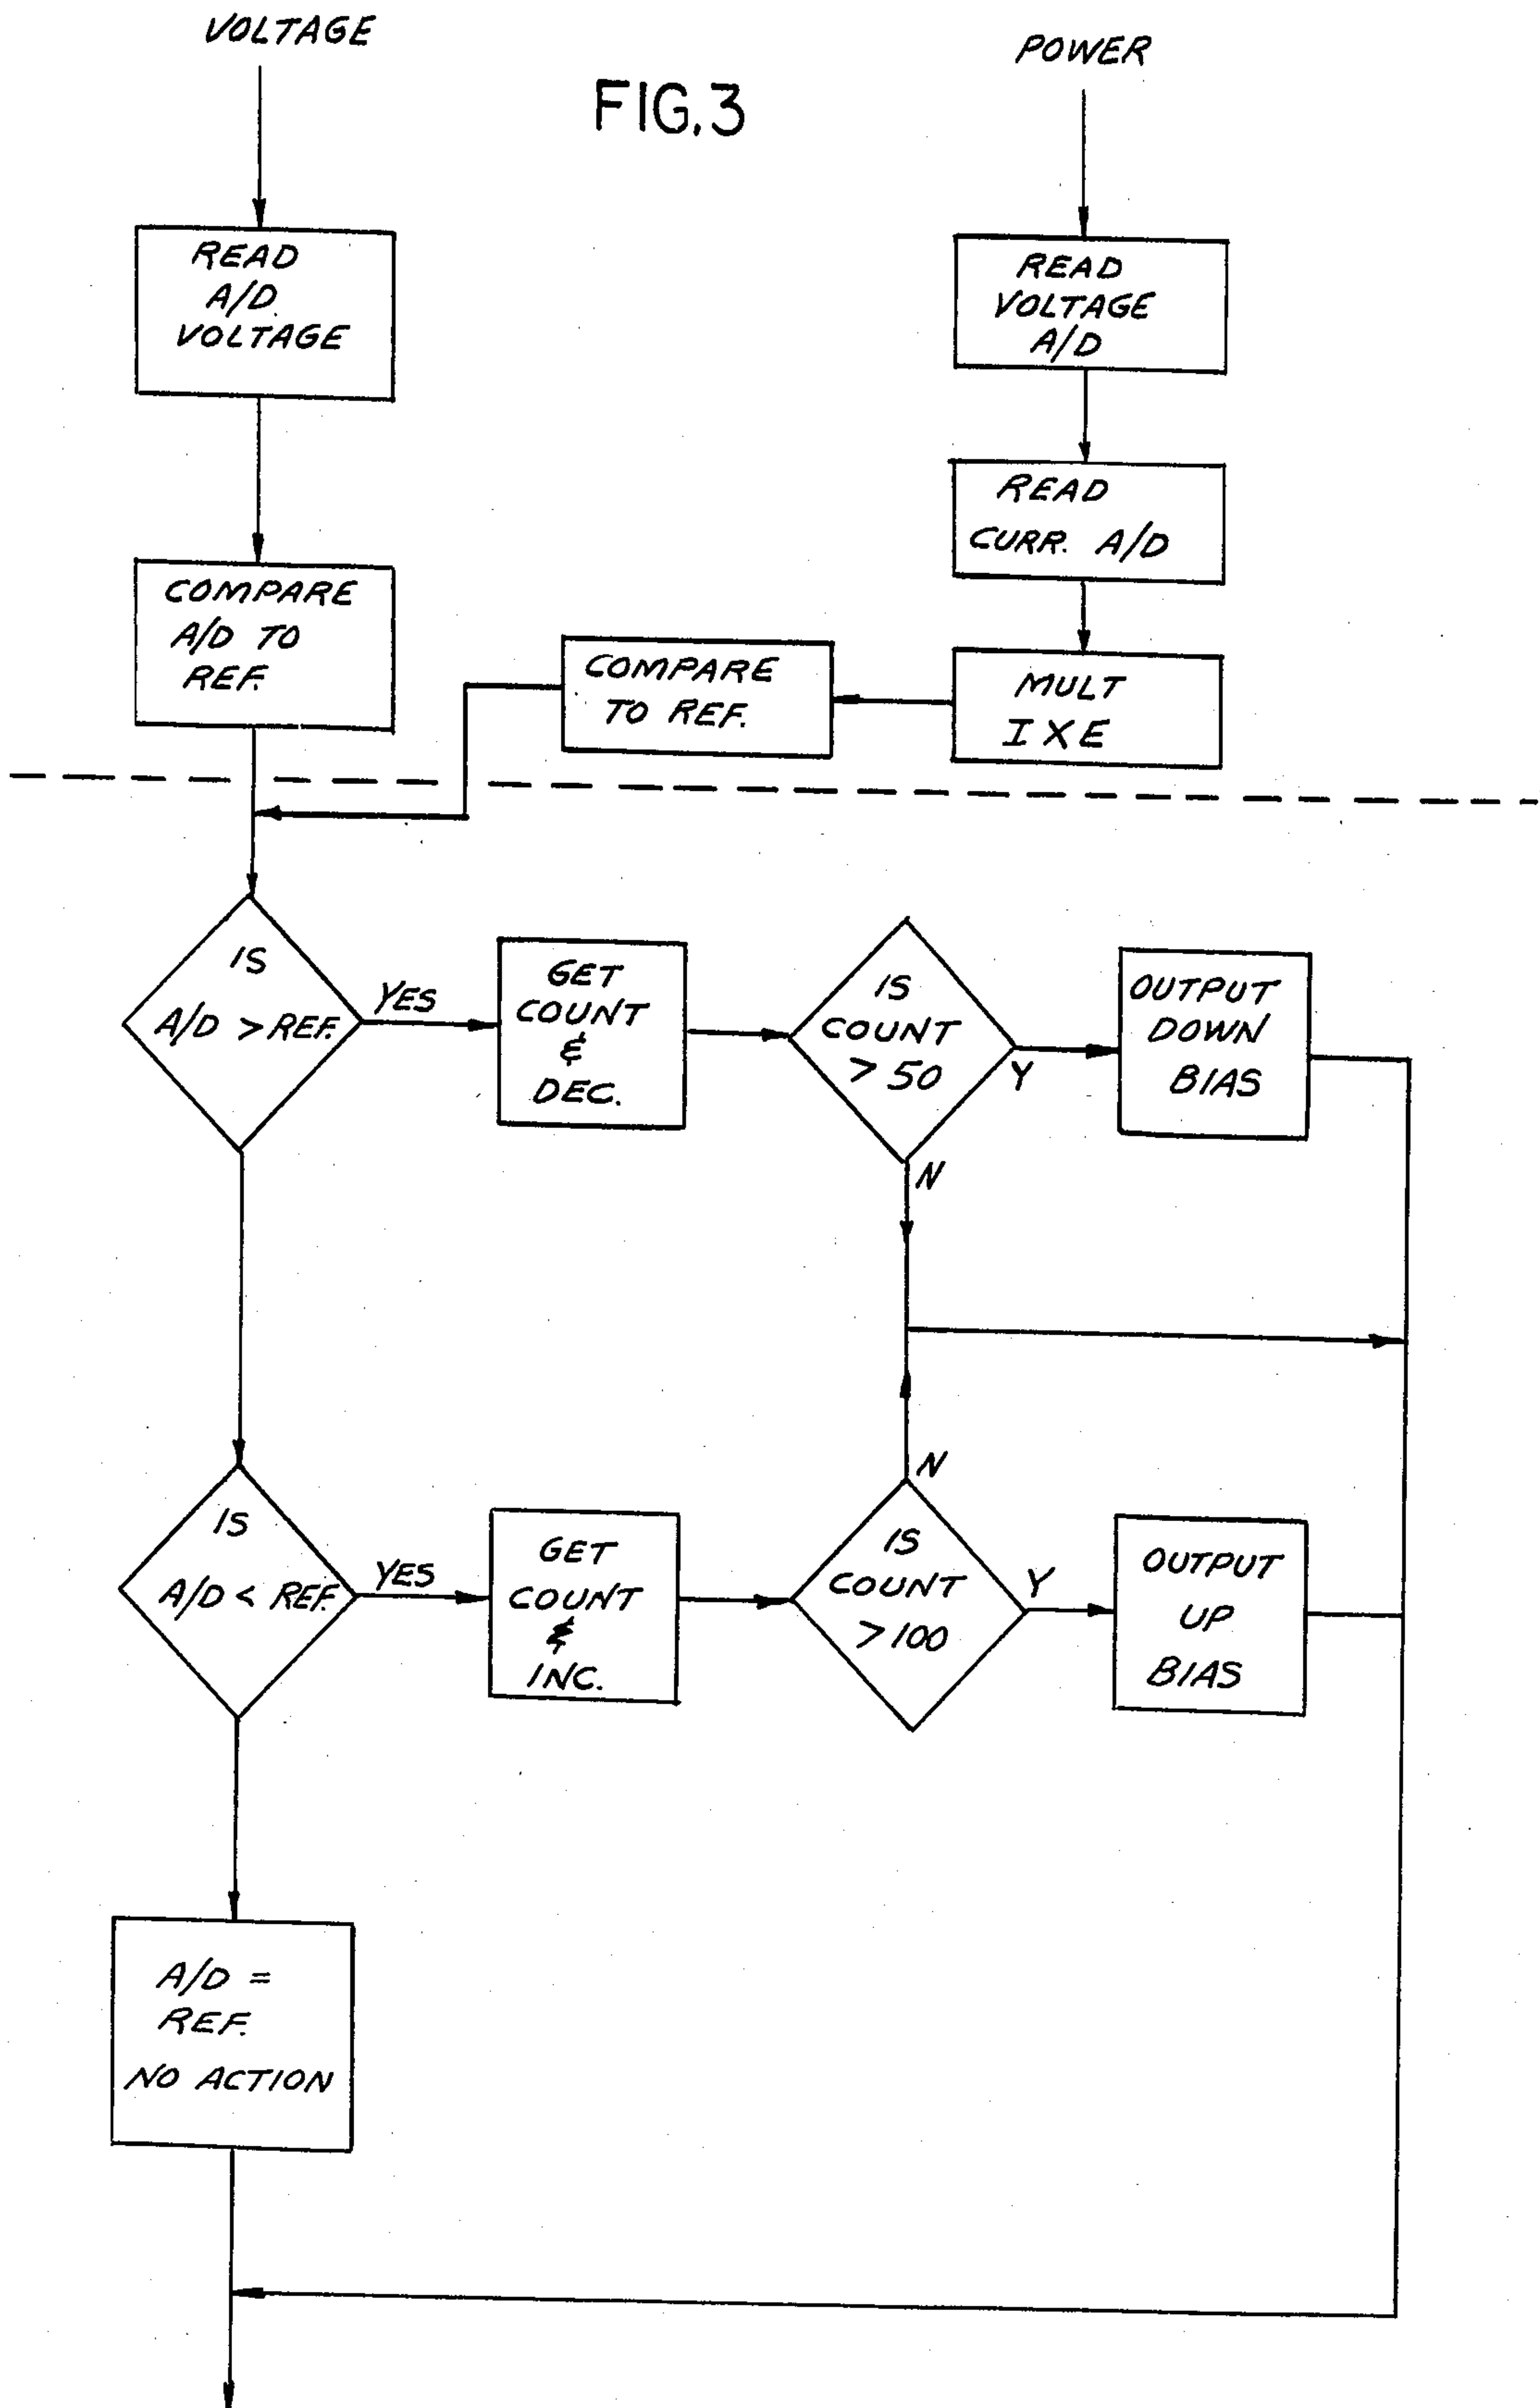 VOLTAGE
POWER
FIG.3
READ
A/D
VOLTAGE
READ
VOLTAGE
A/D
READ
CURR. A/D
COMPARE
A/D TO
REF.
COMPARE
TO REF.
MULT
IXE
IS
A/D > REF.
YES
GET
COUNT
&
DEC.
IS
COUNT
> 50
Y
N
OUTPUT
DOWN
BIAS
IS
A/D < REF.
YES
GET
COUNT
&
INC.
N
IS
COUNT
>100
Y
OUTPUT
UP
BIAS
A/D =
REF.
NO ACTION